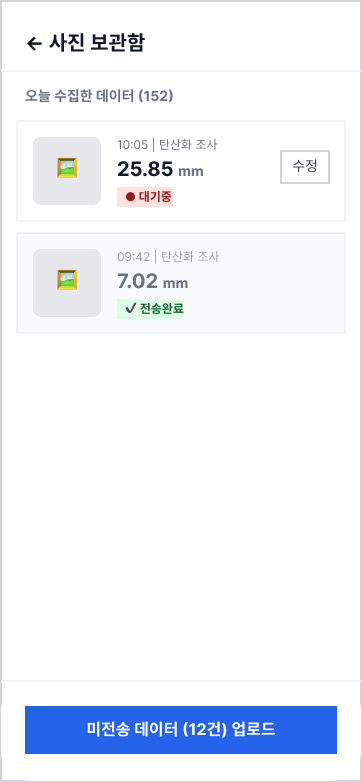 ← 사진 보관함
오늘 수집한 데이터 (152)
10:05 | 탄산화 조사
25.85 mm
● 대기중
수정
09:42 | 탄산화 조사
7.02 mm
✓ 전송완료
미전송 데이터 (12건) 업로드